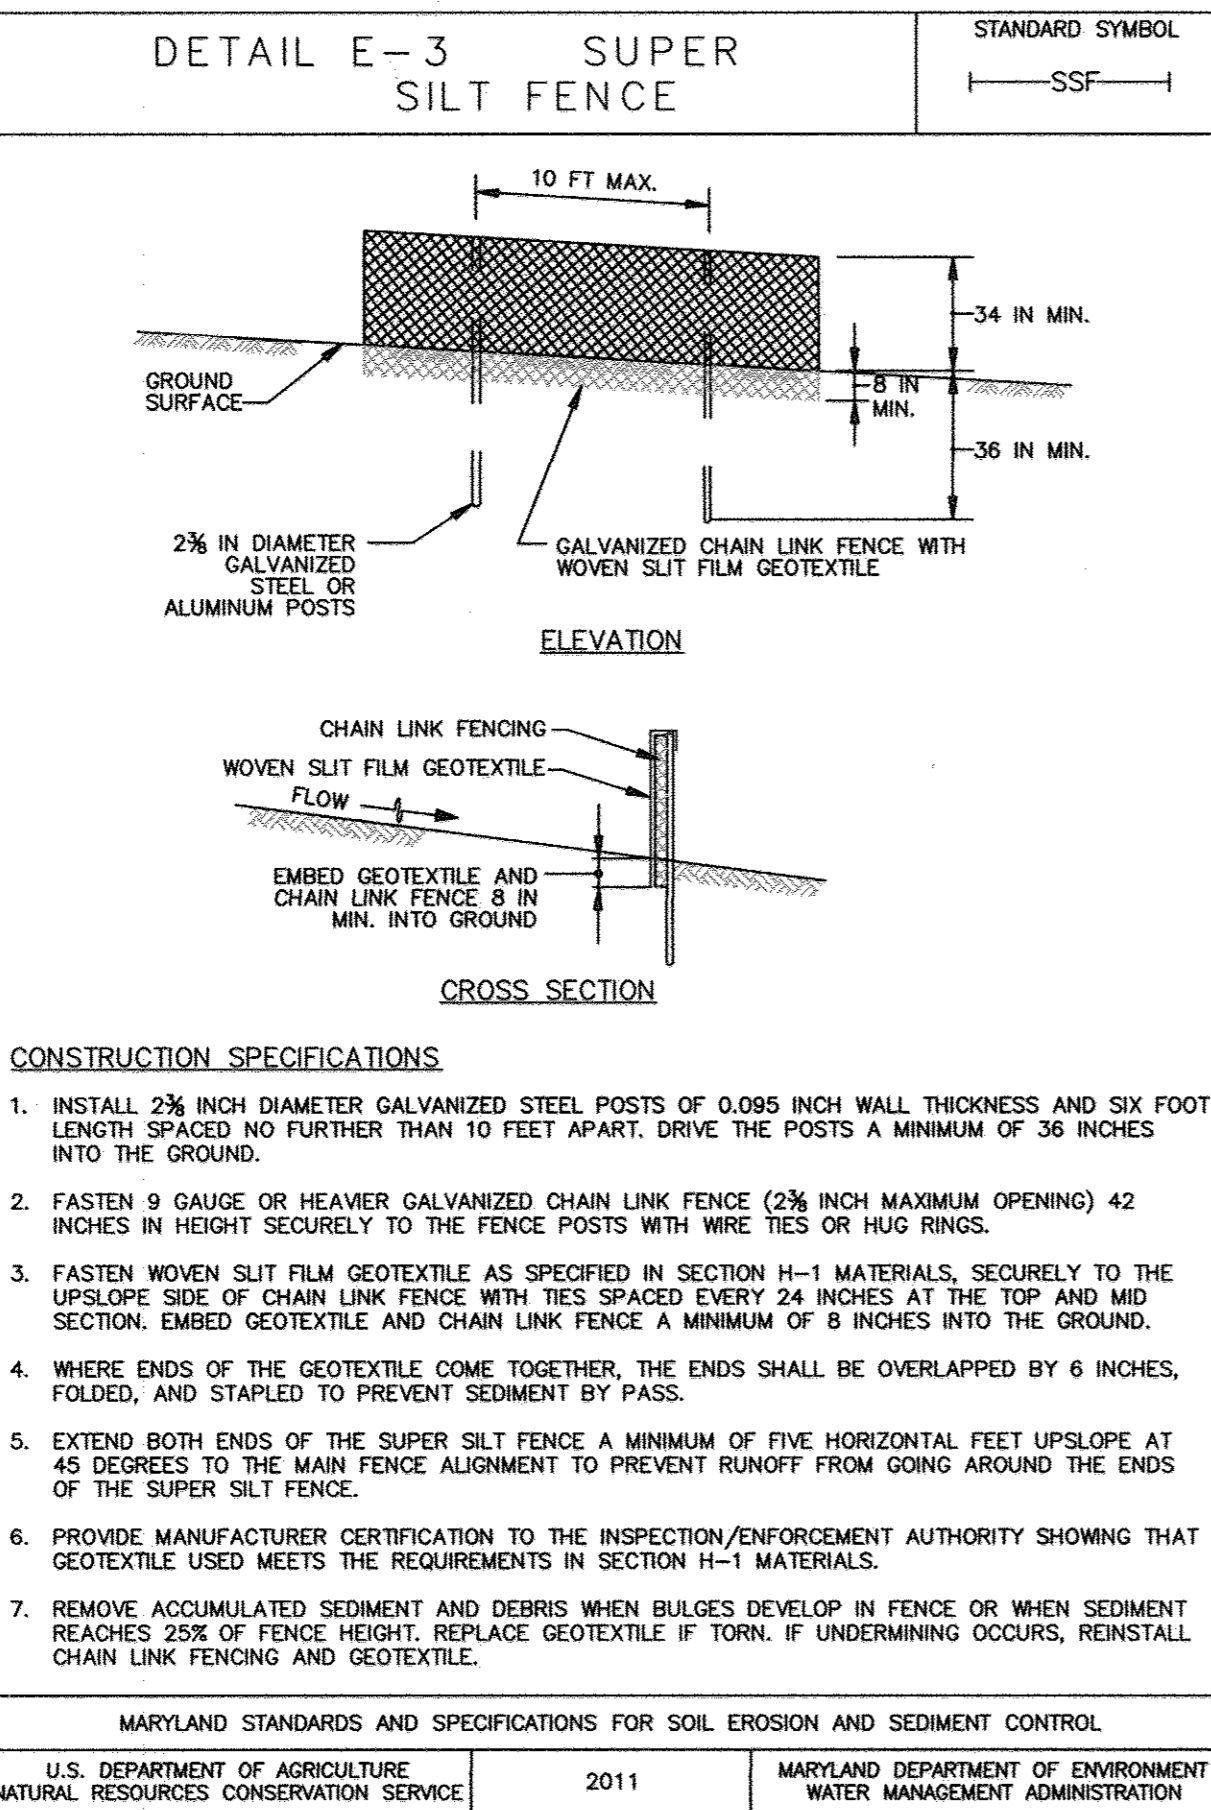 DETAIL E-3 SUPER
SILT FENCE
STANDARD SYMBOL
SSF
10 FT MAX.
34 IN MIN.
GROUND
SURFACE
8 IN
MIN.
36 IN MIN.
2⅜ IN DIAMETER
GALVANIZED
STEEL OR
ALUMINUM POSTS
GALVANIZED CHAIN LINK FENCE WITH
WOVEN SLIT FILM GEOTEXTILE
ELEVATION
CHAIN LINK FENCING
WOVEN SLIT FILM GEOTEXTILE
FLOW
EMBED GEOTEXTILE AND
CHAIN LINK FENCE 8 IN
MIN. INTO GROUND
CROSS SECTION
CONSTRUCTION SPECIFICATIONS
1. INSTALL 2⅜ INCH DIAMETER GALVANIZED STEEL POSTS OF 0.095 INCH WALL THICKNESS AND SIX FOOT
LENGTH SPACED NO FURTHER THAN 10 FEET APART. DRIVE THE POSTS A MINIMUM OF 36 INCHES
INTO THE GROUND.
2. FASTEN 9 GAUGE OR HEAVIER GALVANIZED CHAIN LINK FENCE (2⅜ INCH MAXIMUM OPENING) 42
INCHES IN HEIGHT SECURELY TO THE FENCE POSTS WITH WIRE TIES OR HUG RINGS.
3. FASTEN WOVEN SLIT FILM GEOTEXTILE AS SPECIFIED IN SECTION H-1 MATERIALS, SECURELY TO THE
UPSLOPE SIDE OF CHAIN LINK FENCE WITH TIES SPACED EVERY 24 INCHES AT THE TOP AND MID
SECTION. EMBED GEOTEXTILE AND CHAIN LINK FENCE A MINIMUM OF 8 INCHES INTO THE GROUND.
4. WHERE ENDS OF THE GEOTEXTILE COME TOGETHER, THE ENDS SHALL BE OVERLAPPED BY 6 INCHES,
FOLDED, AND STAPLED TO PREVENT SEDIMENT BY PASS.
5. EXTEND BOTH ENDS OF THE SUPER SILT FENCE A MINIMUM OF FIVE HORIZONTAL FEET UPSLOPE AT
45 DEGREES TO THE MAIN FENCE ALIGNMENT TO PREVENT RUNOFF FROM GOING AROUND THE ENDS
OF THE SUPER SILT FENCE.
6. PROVIDE MANUFACTURER CERTIFICATION TO THE INSPECTION/ENFORCEMENT AUTHORITY SHOWING THAT
GEOTEXTILE USED MEETS THE REQUIREMENTS IN SECTION H-1 MATERIALS.
7. REMOVE ACCUMULATED SEDIMENT AND DEBRIS WHEN BULGES DEVELOP IN FENCE OR WHEN SEDIMENT
REACHES 25% OF FENCE HEIGHT. REPLACE GEOTEXTILE IF TORN. IF UNDERMINING OCCURS, REINSTALL
CHAIN LINK FENCING AND GEOTEXTILE.
MARYLAND STANDARDS AND SPECIFICATIONS FOR SOIL EROSION AND SEDIMENT CONTROL
U.S. DEPARTMENT OF AGRICULTURE
NATURAL RESOURCES CONSERVATION SERVICE
2011
MARYLAND DEPARTMENT OF ENVIRONMENT
WATER MANAGEMENT ADMINISTRATION